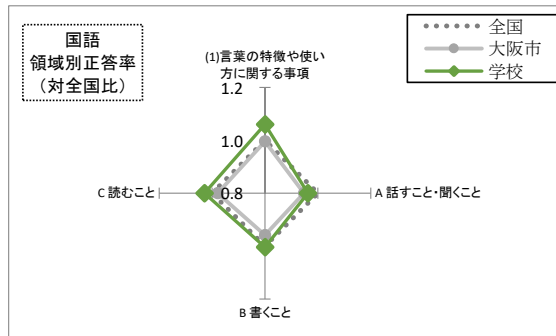 国語
領域別正答率
（対全国比）
全国
大阪市
学校
(1)言葉の特徴や使い
方に関する事項
1.2
1.0
0.8
C 読むこと
A 話すこと・聞くこと
B 書くこと